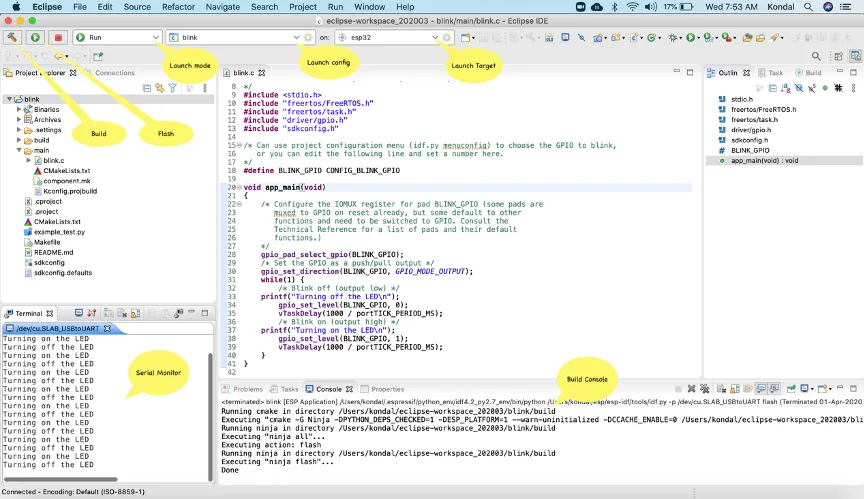 Eclipse File Edit Source Refactor Navigate Search Project Run Window Help 17% Wed 7:53 AM Kondal
eclipse-workspace_202003 - blink/main/blink.c - Eclipse IDE
Run blink on: esp32
Launch mode
Launch config
Launch Target
Build
Flash
Project Explorer Connections
blink
Binaries
Archives
.settings
build
main
blink.c
CMakeLists.txt
component.mk
Kconfig.projbuild
.cproject
.project
CMakeLists.txt
example_test.py
Makefile
README.md
sdkconfig
sdkconfig.defaults
blink.c
8
9 */
10 #include <stdio.h>
11 #include "freertos/FreeRTOS.h"
12 #include "freertos/task.h"
13 #include "driver/gpio.h"
#include "sdkconfig.h"
14
15 /* Can use project configuration menu (idf.py menuconfig) to choose the GPIO to blink,
16 or you can edit the following line and set a number here.
17 */
18 #define BLINK_GPIO CONFIG_BLINK_GPIO
19
20 void app_main(void)
21 {
22 /* Configure the IOMUX register for pad BLINK_GPIO (some pads are
23 muxed to GPIO on reset already, but some default to other
24 functions and need to be switched to GPIO. Consult the
25 Technical Reference for a list of pads and their default
26 functions.)
27 */
28 gpio_pad_select_gpio(BLINK_GPIO);
29 /* Set the GPIO as a push/pull output */
30 gpio_set_direction(BLINK_GPIO, GPIO_MODE_OUTPUT);
31 while(1) {
32 /* Blink off (output low) */
33 printf("Turning off the LED\n");
34 gpio_set_level(BLINK_GPIO, 0);
35 vTaskDelay(1000 / portTICK_PERIOD_MS);
36 /* Blink on (output high) */
37 printf("Turning on the LED\n");
38 gpio_set_level(BLINK_GPIO, 1);
39 vTaskDelay(1000 / portTICK_PERIOD_MS);
40 }
41 }
42
Outlin Task Build
stdio.h
freertos/FreeRTOS.h
freertos/task.h
driver/gpio.h
sdkconfig.h
BLINK_GPIO
app_main(void) : void
Terminal
/dev/cu.SLAB_USBtoUART
Turning on the LED
Turning off the LED
Turning on the LED
Turning off the LED
Turning on the LED
Turning off the LED
Turning on the LED
Turning off the LED
Turning on the LED
Turning off the LED
Turning on the LED
Turning off the LED
Turning on the LED
Turning off the LED
Turning on the LED
Turning off the LED
Serial Monitor
Build Console
Problems Tasks Console Properties
<terminated> blink [ESP Application] /Users/kondal/.espressif/python_env/idf4.2_py2.7_env/bin/python /Users/kondal/esp/esp-idf/tools/idf.py -p /dev/cu.SLAB_USBtoUART flash (Terminated 01-Apr-2020
Running cmake in directory /Users/kondal/eclipse-workspace_202003/blink/build
Executing "cmake -G Ninja -DPYTHON_DEPS_CHECKED=1 -DESP_PLATFORM=1 --warn-uninitialized -DCCACHE_ENABLE=0 /Users/kondal/eclipse-w
Running ninja in directory /Users/kondal/eclipse-workspace_202003/blink/build
Executing "ninja all"...
Executing action: flash
Running ninja in directory /Users/kondal/eclipse-workspace_202003/blink/build
Executing "ninja flash"...
Done
Connected - Encoding: Default (ISO-8859-1)